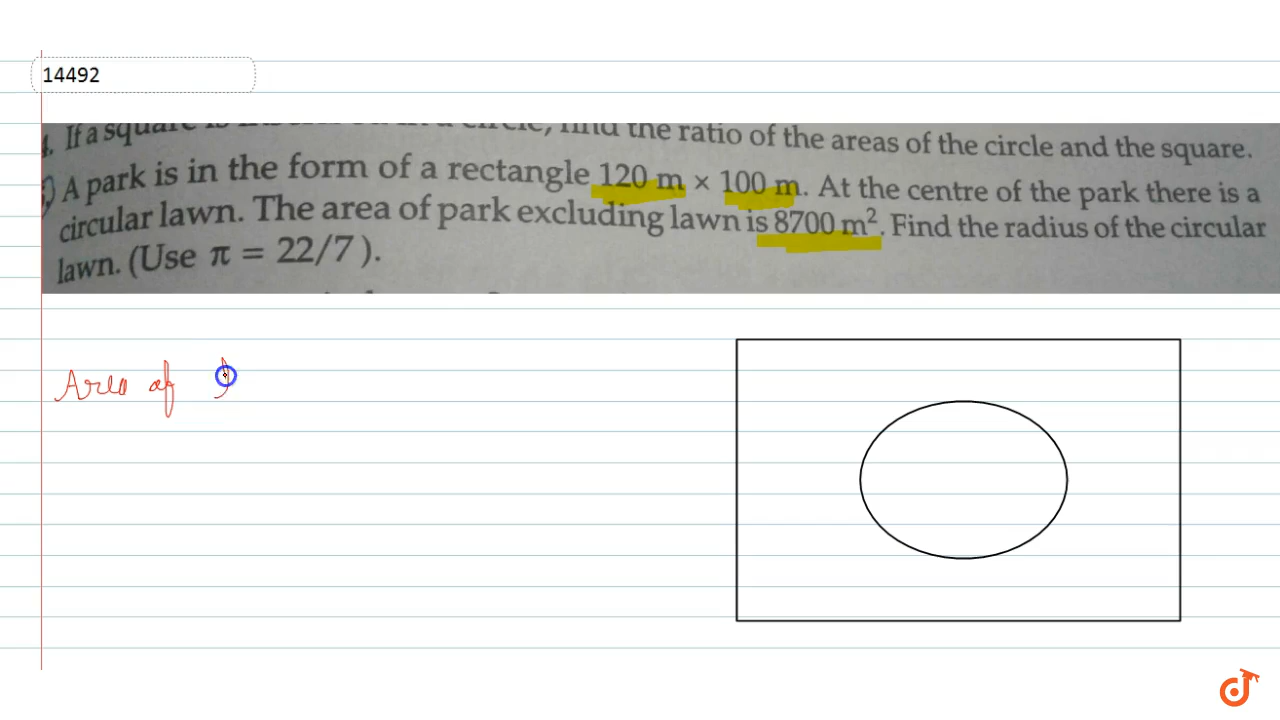 14492
4. If a square is in a circle, find the ratio of the areas of the circle and the square.
A park is in the form of a rectangle 120 m × 100 m. At the centre of the park there is a
circular lawn. The area of park excluding lawn is 8700 m². Find the radius of the circular
lawn. (Use π = 22/7 ).
Area of